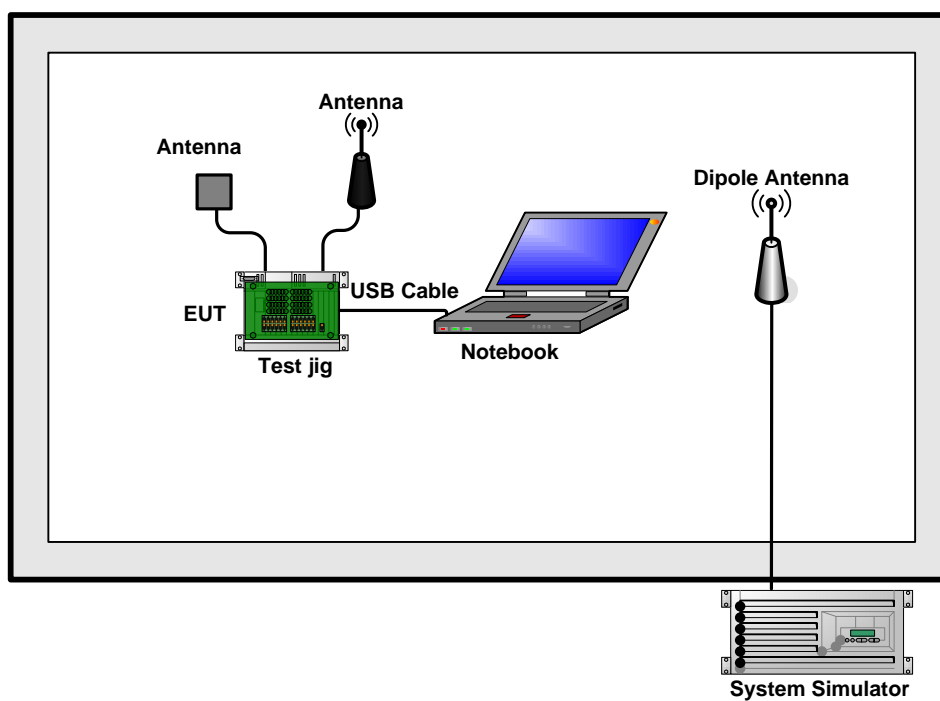 Antenna
Antenna
Dipole Antenna
EUT
USB Cable
Test jig
Notebook
System Simulator